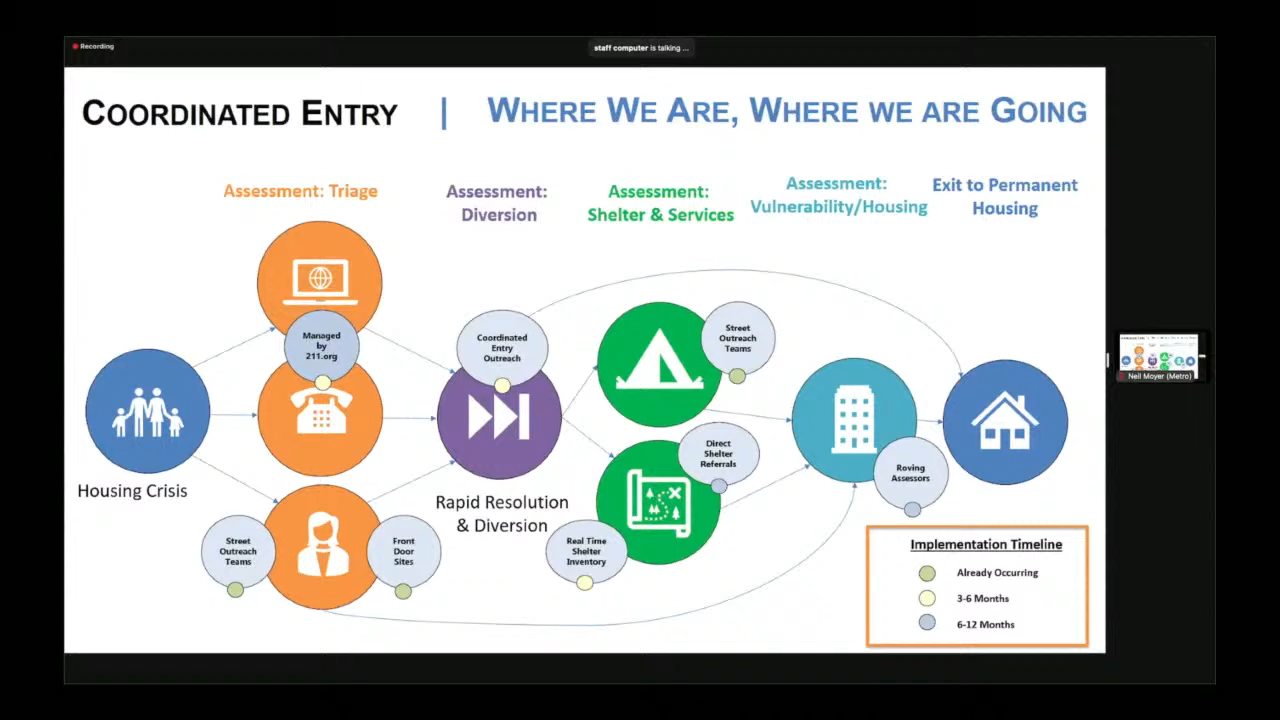 Recording
staff computer is talking ...
COORDINATED ENTRY | WHERE WE ARE, WHERE WE ARE GOING
Assessment: Triage
Assessment:
Diversion
Assessment:
Shelter & Services
Assessment:
Vulnerability/Housing
Exit to Permanent
Housing
Managed
by
211.org
Coordinated
Entry
Outreach
Street
Outreach
Teams
Direct
Shelter
Referrals
Roving
Assessors
Housing Crisis
Rapid Resolution
& Diversion
Street
Outreach
Teams
Front
Door
Sites
Real Time
Shelter
Inventory
Implementation Timeline
Already Occurring
3-6 Months
6-12 Months
Neil Moyer (Metro)